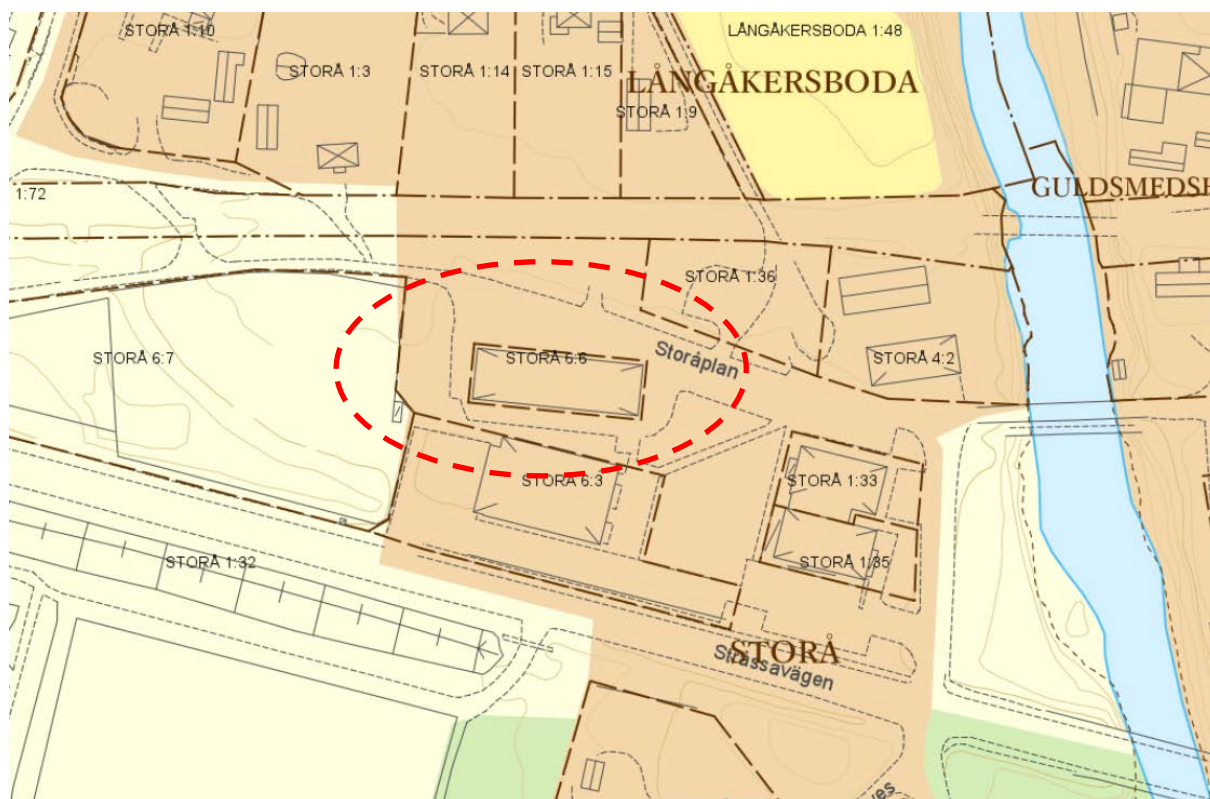 STORÅ 1:10
LÅNGÅKERSBODA 1:48
STORÅ 1:3
STORÅ 1:14
STORÅ 1:15
LÅNGÅKERSBODA
STORÅ 1:9
1:72
GULDSMEDSH
STORÅ 1:36
STORÅ 6:7
STORÅ 6:6
Storåplan
STORÅ 4:2
STORÅ 6:3
STORÅ 1:33
STORÅ 1:32
STORÅ 1:35
STORÅ
Stråssavägen
ves